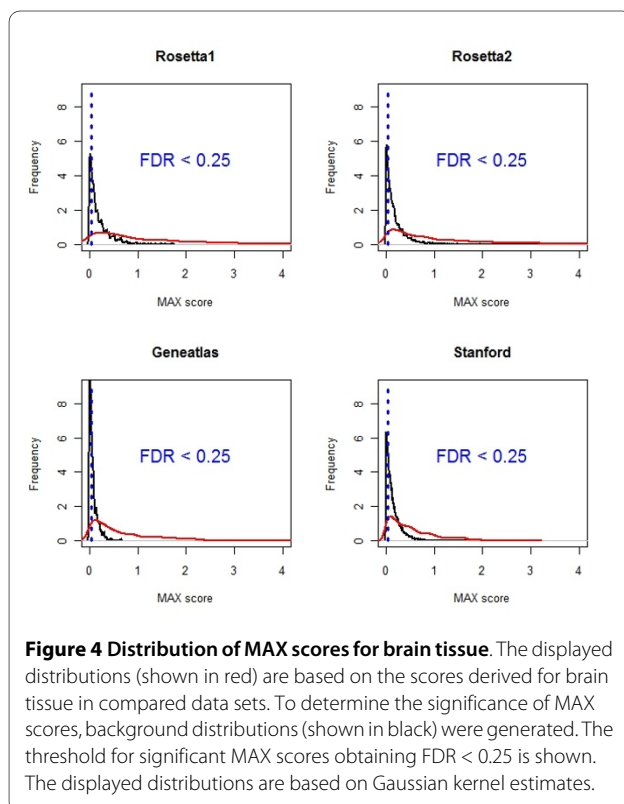 Rosetta1
Rosetta2
Frequency
8
6
4
2
0
FDR < 0.25
0 1 2 3 4
MAX score
Frequency
8
6
4
2
0
FDR < 0.25
0 1 2 3 4
MAX score
Geneatlas
Stanford
Frequency
8
6
4
2
0
FDR < 0.25
0 1 2 3 4
MAX score
Frequency
8
6
4
2
0
FDR < 0.25
0 1 2 3 4
MAX score
Figure 4 Distribution of MAX scores for brain tissue. The displayed
distributions (shown in red) are based on the scores derived for brain
tissue in compared data sets. To determine the significance of MAX
scores, background distributions (shown in black) were generated. The
threshold for significant MAX scores obtaining FDR < 0.25 is shown.
The displayed distributions are based on Gaussian kernel estimates.